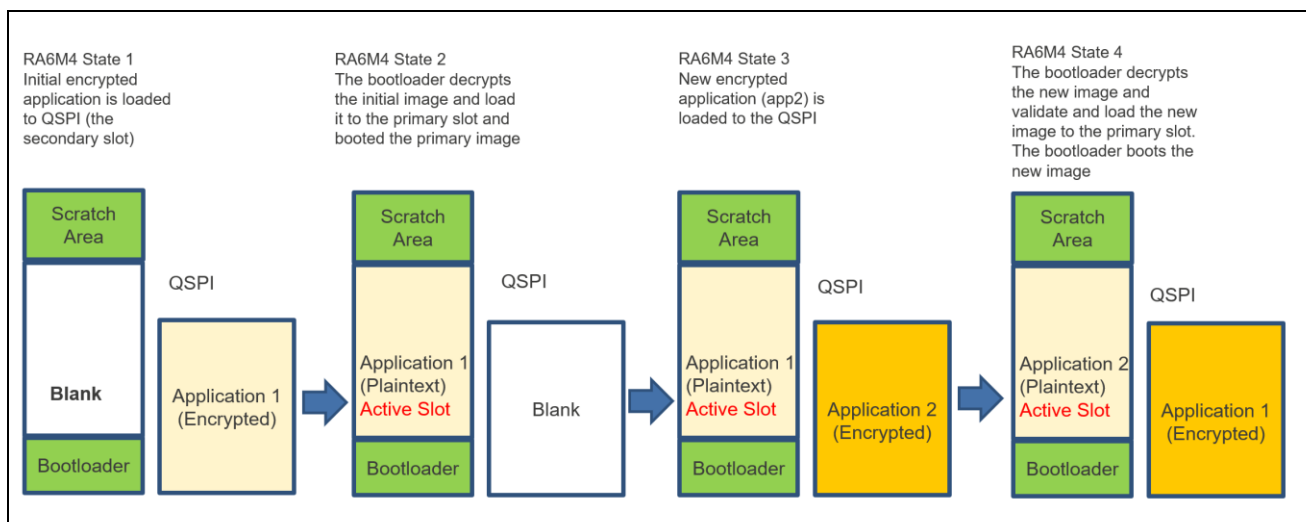 RA6M4 State 1
Initial encrypted
application is loaded
to QSPI (the
secondary slot)
RA6M4 State 2
The bootloader decrypts
the initial image and load
it to the primary slot and
booted the primary image
RA6M4 State 3
New encrypted
application (app2) is
loaded to the QSPI
RA6M4 State 4
The bootloader decrypts
the new image and
validate and load the new
image to the primary slot.
The bootloader boots the
new image
Scratch
Area
Blank
Bootloader
QSPI
Application 1
(Encrypted)
Scratch
Area
Application 1
(Plaintext)
Active Slot
Bootloader
QSPI
Blank
Scratch
Area
Application 1
(Plaintext)
Active Slot
Bootloader
QSPI
Application 2
(Encrypted)
Scratch
Area
Application 2
(Plaintext)
Active Slot
Bootloader
QSPI
Application 1
(Encrypted)